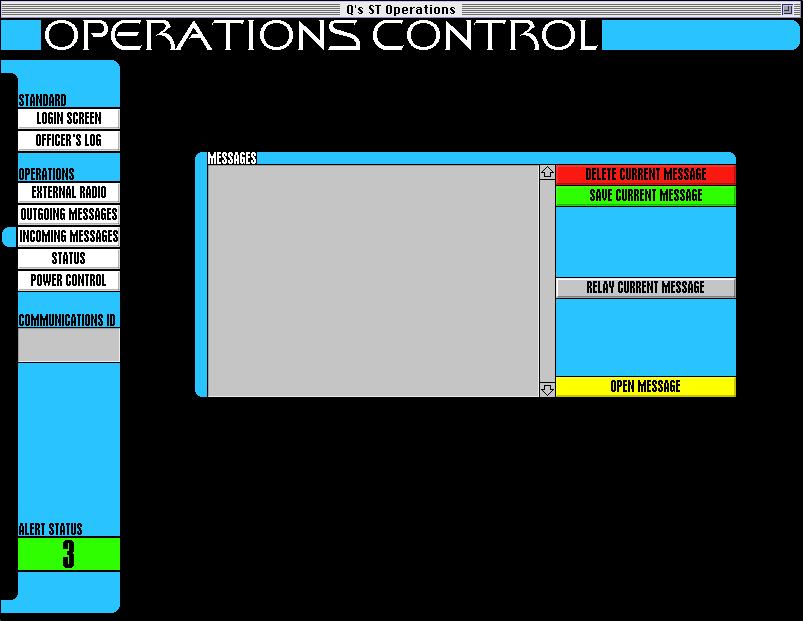 Q's ST Operations
OPERATIONS CONTROL
STANDARD
LOGIN SCREEN
OFFICER'S LOG
OPERATIONS
EXTERNAL RADIO
OUTGOING MESSAGES
INCOMING MESSAGES
STATUS
POWER CONTROL
COMMUNICATIONS ID
ALERT STATUS
3
MESSAGES
DELETE CURRENT MESSAGE
SAVE CURRENT MESSAGE
RELAY CURRENT MESSAGE
OPEN MESSAGE